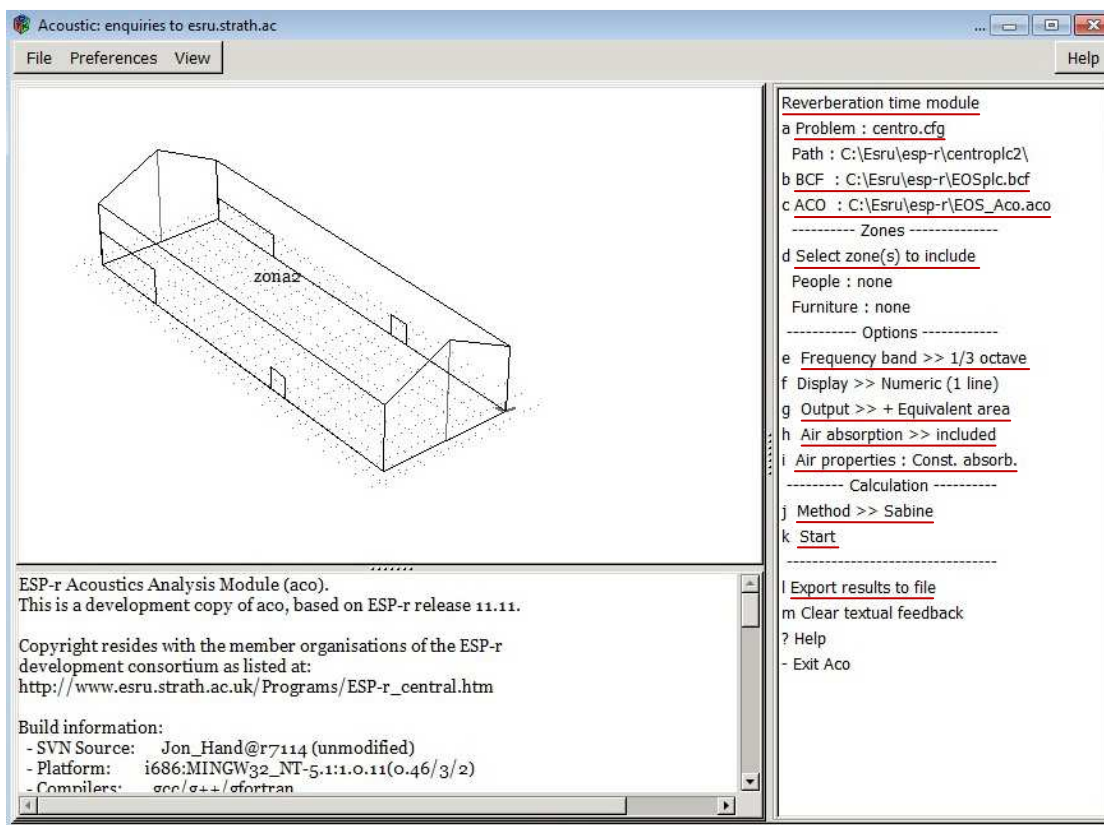 Acoustic: enquiries to esru.strath.ac
...
File Preferences View
Help
zona2
Reverberation time module
a Problem : centro.cfg
Path : C:\Esru\esp-r\centroplc2\
b BCF : C:\Esru\esp-r\EOSplc.bcf
c ACO : C:\Esru\esp-r\EOS_Aco.aco
---------- Zones --------------
d Select zone(s) to include
People : none
Furniture : none
----------- Options ------------
e Frequency band >> 1/3 octave
f Display >> Numeric (1 line)
g Output >> + Equivalent area
h Air absorption >> included
i Air properties : Const. absorb.
--------- Calculation ----------
j Method >> Sabine
k Start
---------------------------------
l Export results to file
m Clear textual feedback
? Help
- Exit Aco
ESP-r Acoustics Analysis Module (aco).
This is a development copy of aco, based on ESP-r release 11.11.
Copyright resides with the member organisations of the ESP-r
development consortium as listed at:
http://www.esru.strath.ac.uk/Programs/ESP-r_central.htm
Build information:
- SVN Source: Jon_Hand@r7114 (unmodified)
- Platform: i686:MINGW32_NT-5.1:1.0.11(0.46/3/2)
- Compilers: gcc/g++/gfortran